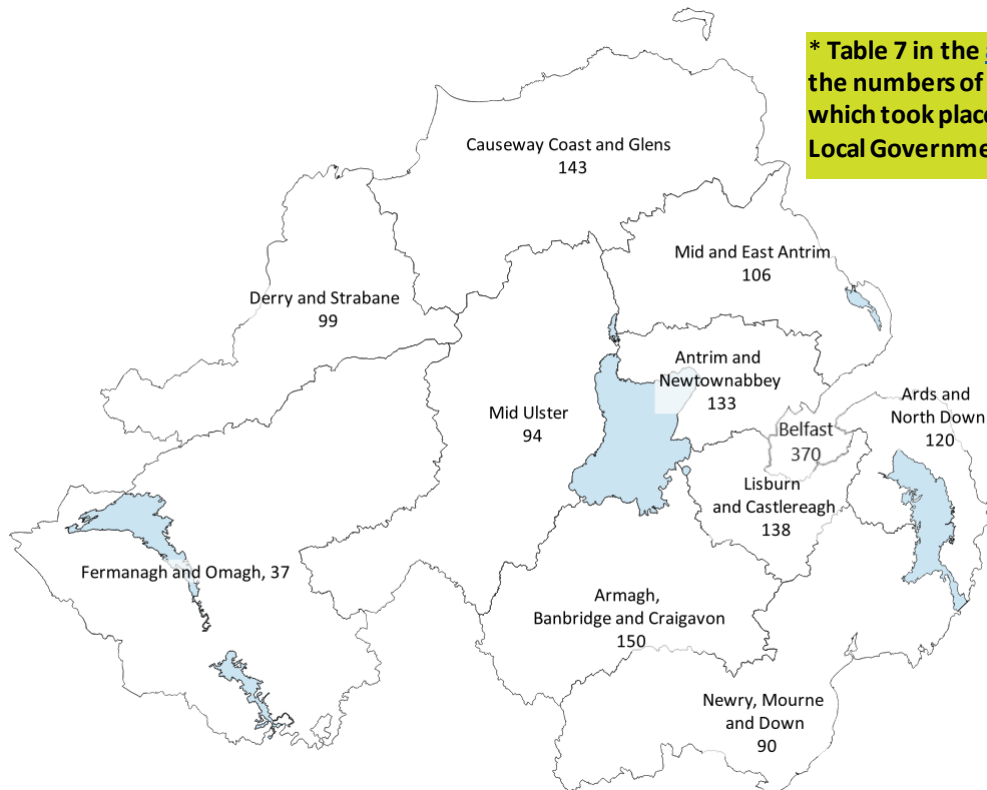 * Table 7 in the
the numbers of
which took place
Local Governme
Causeway Coast and Glens
143
Mid and East Antrim
106
Derry and Strabane
99
Antrim and
Newtownabbey
133
Ards and
North Down
120
Mid Ulster
94
Belfast
370
Lisburn
and Castlereagh
138
Fermanagh and Omagh, 37
Armagh,
Banbridge and Craigavon
150
Newry, Mourne
and Down
90